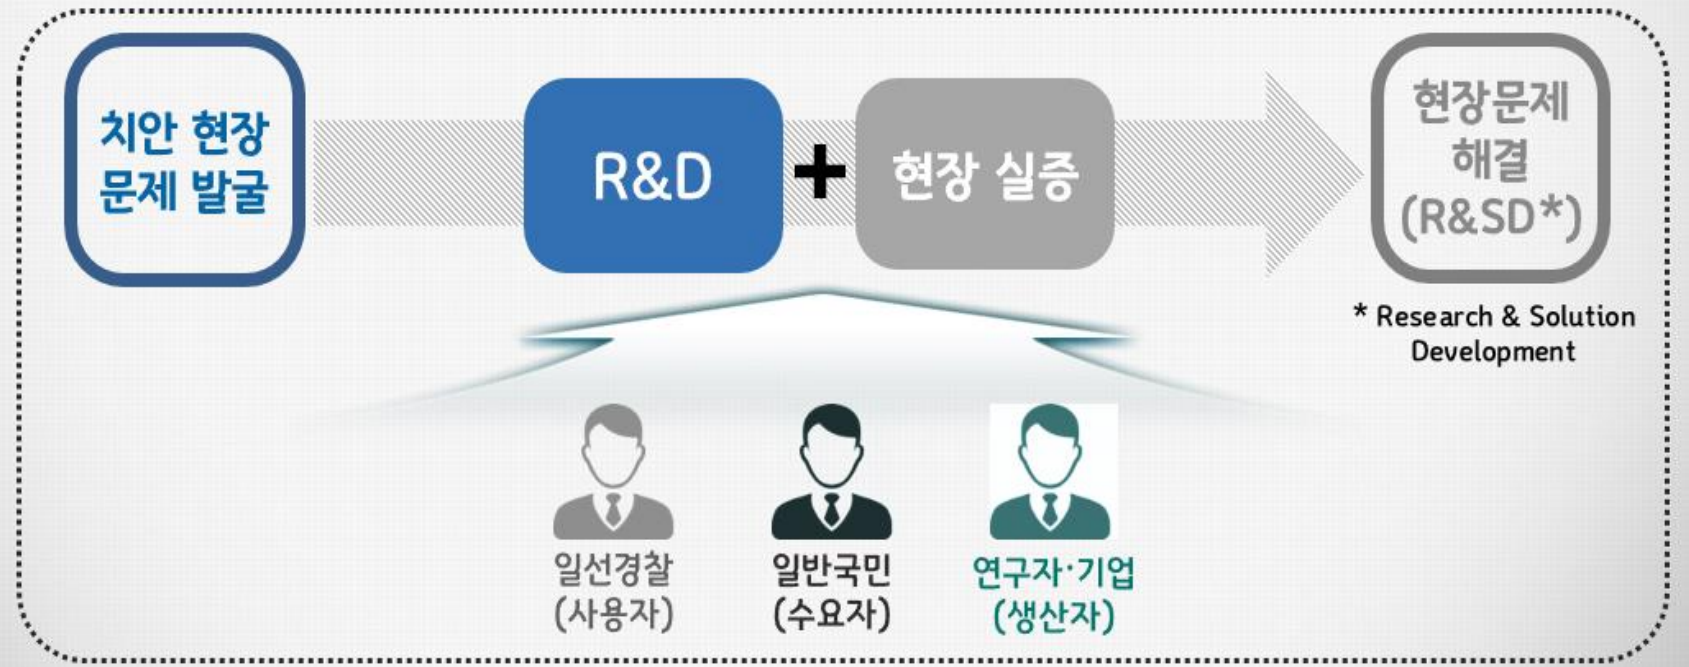 치안 현장
문제 발굴
R&D
+
현장 실증
현장문제
해결
(R&SD*)
* Research & Solution
Development
일선경찰
(사용자)
일반국민
(수요자)
연구자·기업
(생산자)